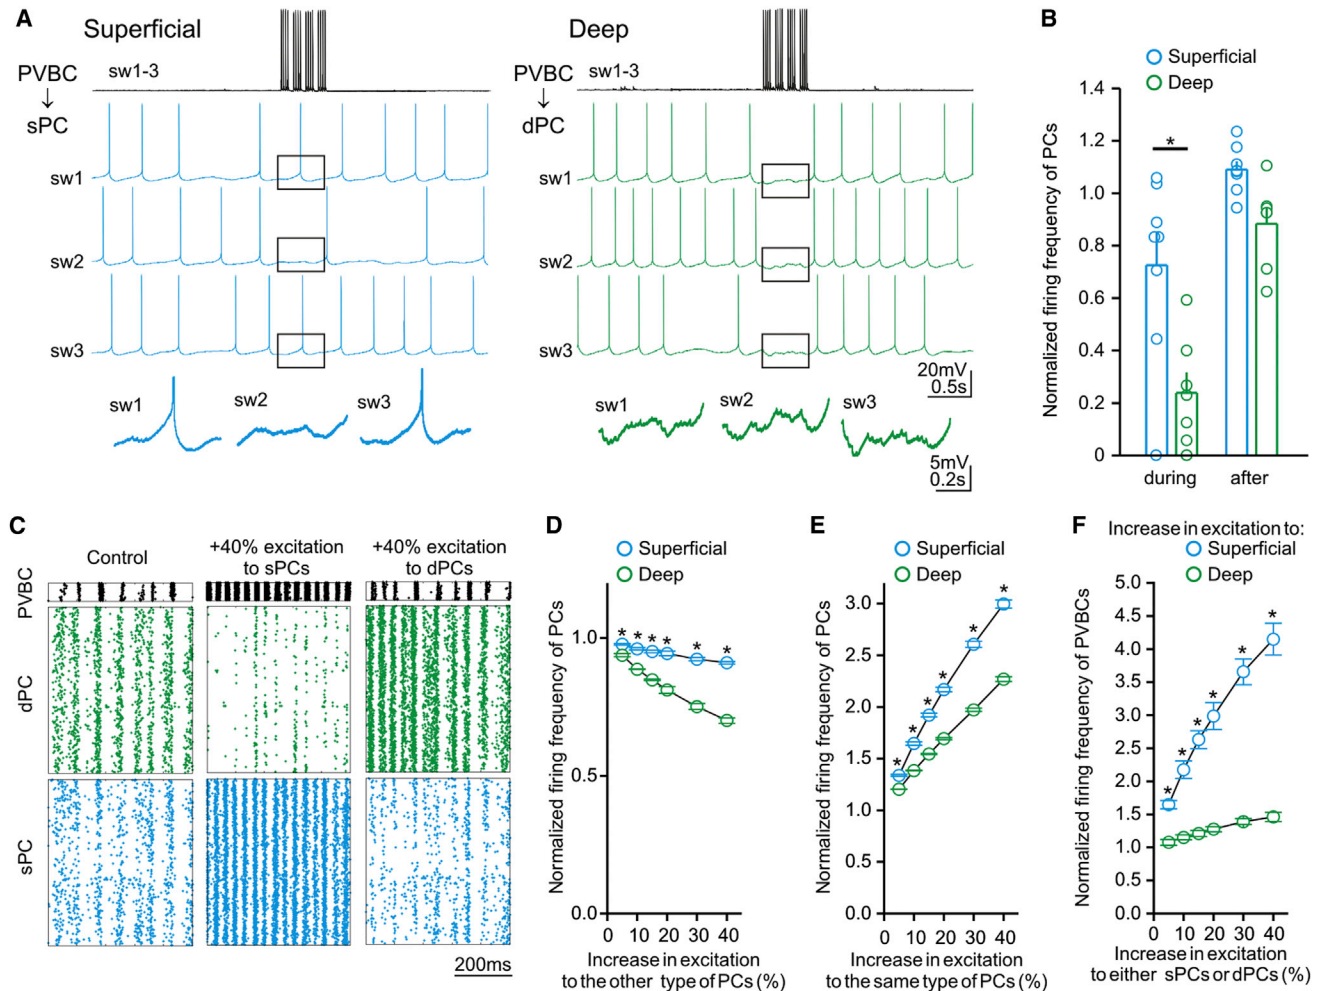 A
Superficial
PVBC
sw1-3
sPC
sw1
sw2
sw3
sw1
sw2
sw3
Deep
PVBC
sw1-3
dPC
sw1
sw2
sw3
20mV
0.5s
sw1
sw2
sw3
5mV
0.2s
B
Superficial
Deep
Normalized firing frequency of PCs
1.4
1.2
1.0
0.8
0.6
0.4
0.2
0
*
during
after
C
Control
+40% excitation
to sPCs
+40% excitation
to dPCs
PVBC
dPC
sPC
200ms
D
Superficial
Deep
Normalized firing frequency of PCs
1.0
0.5
0.0
* * * * * *
0 10 20 30 40
Increase in excitation
to the other type of PCs (%)
E
Superficial
Deep
Normalized firing frequency of PCs
3.0
2.5
2.0
1.5
1.0
0.5
0.0
* * * * * *
0 10 20 30 40
Increase in excitation
to the same type of PCs (%)
F
Increase in excitation to:
Superficial
Deep
Normalized firing frequency of PVBCs
5.0
4.5
4.0
3.5
3.0
2.5
2.0
1.5
1.0
0.5
0.0
* * * * * *
0 10 20 30 40
Increase in excitation
to either sPCs or dPCs (%)